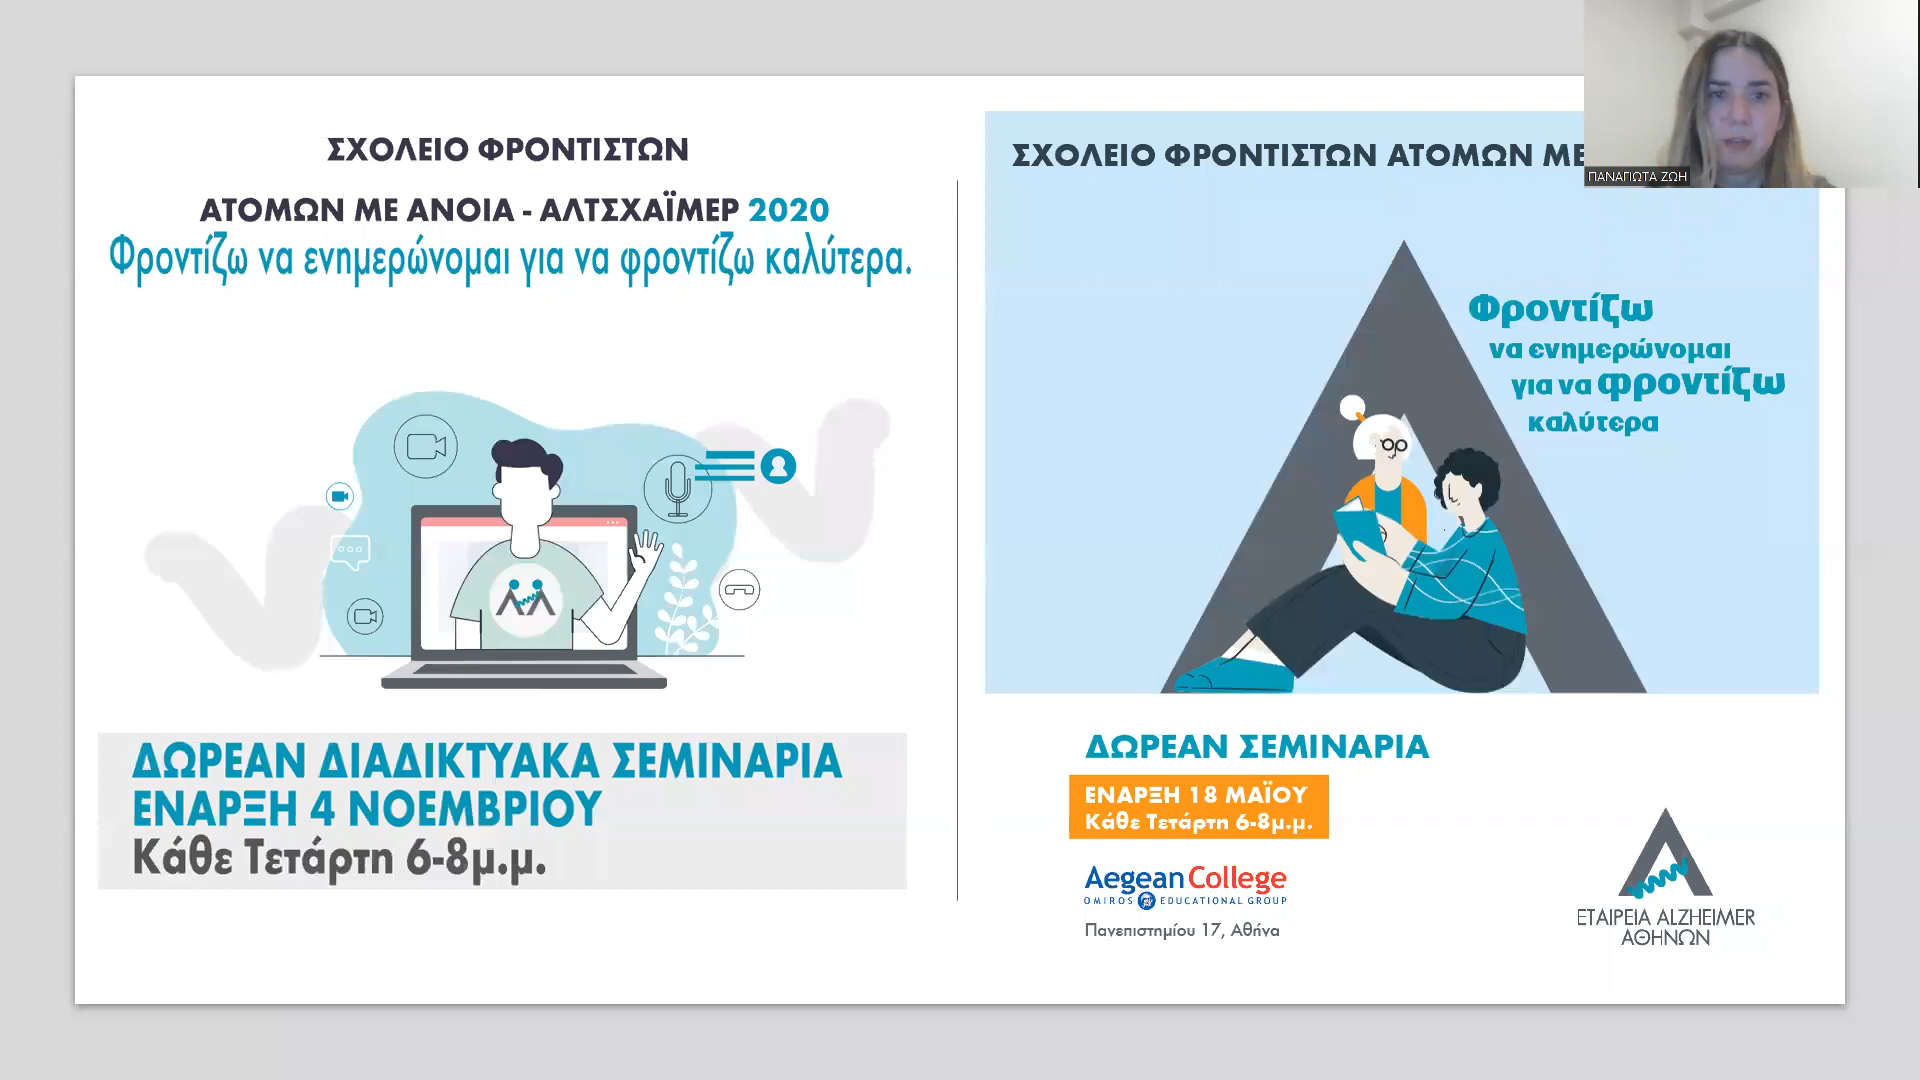 ΣΧΟΛΕΙΟ ΦΡΟΝΤΙΣΤΩΝ
ΑΤΟΜΩΝ ΜΕ ΑΝΟΙΑ - ΑΛΤΣΧΑΪΜΕΡ 2020
Φροντίζω να ενημερώνομαι για να φροντίζω καλύτερα.
ΔΩΡΕΑΝ ΔΙΑΔΙΚΤΥΑΚΑ ΣΕΜΙΝΑΡΙΑ
ΕΝΑΡΞΗ 4 ΝΟΕΜΒΡΙΟΥ
Κάθε Τετάρτη 6-8μ.μ.
ΣΧΟΛΕΙΟ ΦΡΟΝΤΙΣΤΩΝ ΑΤΟΜΩΝ ΜΕ
Φροντίζω
να ενημερώνομαι
για να φροντίζω
καλύτερα
ΔΩΡΕΑΝ ΣΕΜΙΝΑΡΙΑ
ΕΝΑΡΞΗ 18 ΜΑΪΟΥ
Κάθε Τετάρτη 6-8μ.μ.
Aegean College
OMIROS EDUCATIONAL GROUP
Πανεπιστημίου 17, Αθήνα
ΕΤΑΙΡΕΙΑ ALZHEIMER
ΑΘΗΝΩΝ
ΠΑΝΑΓΙΩΤΑ ΖΩΗ